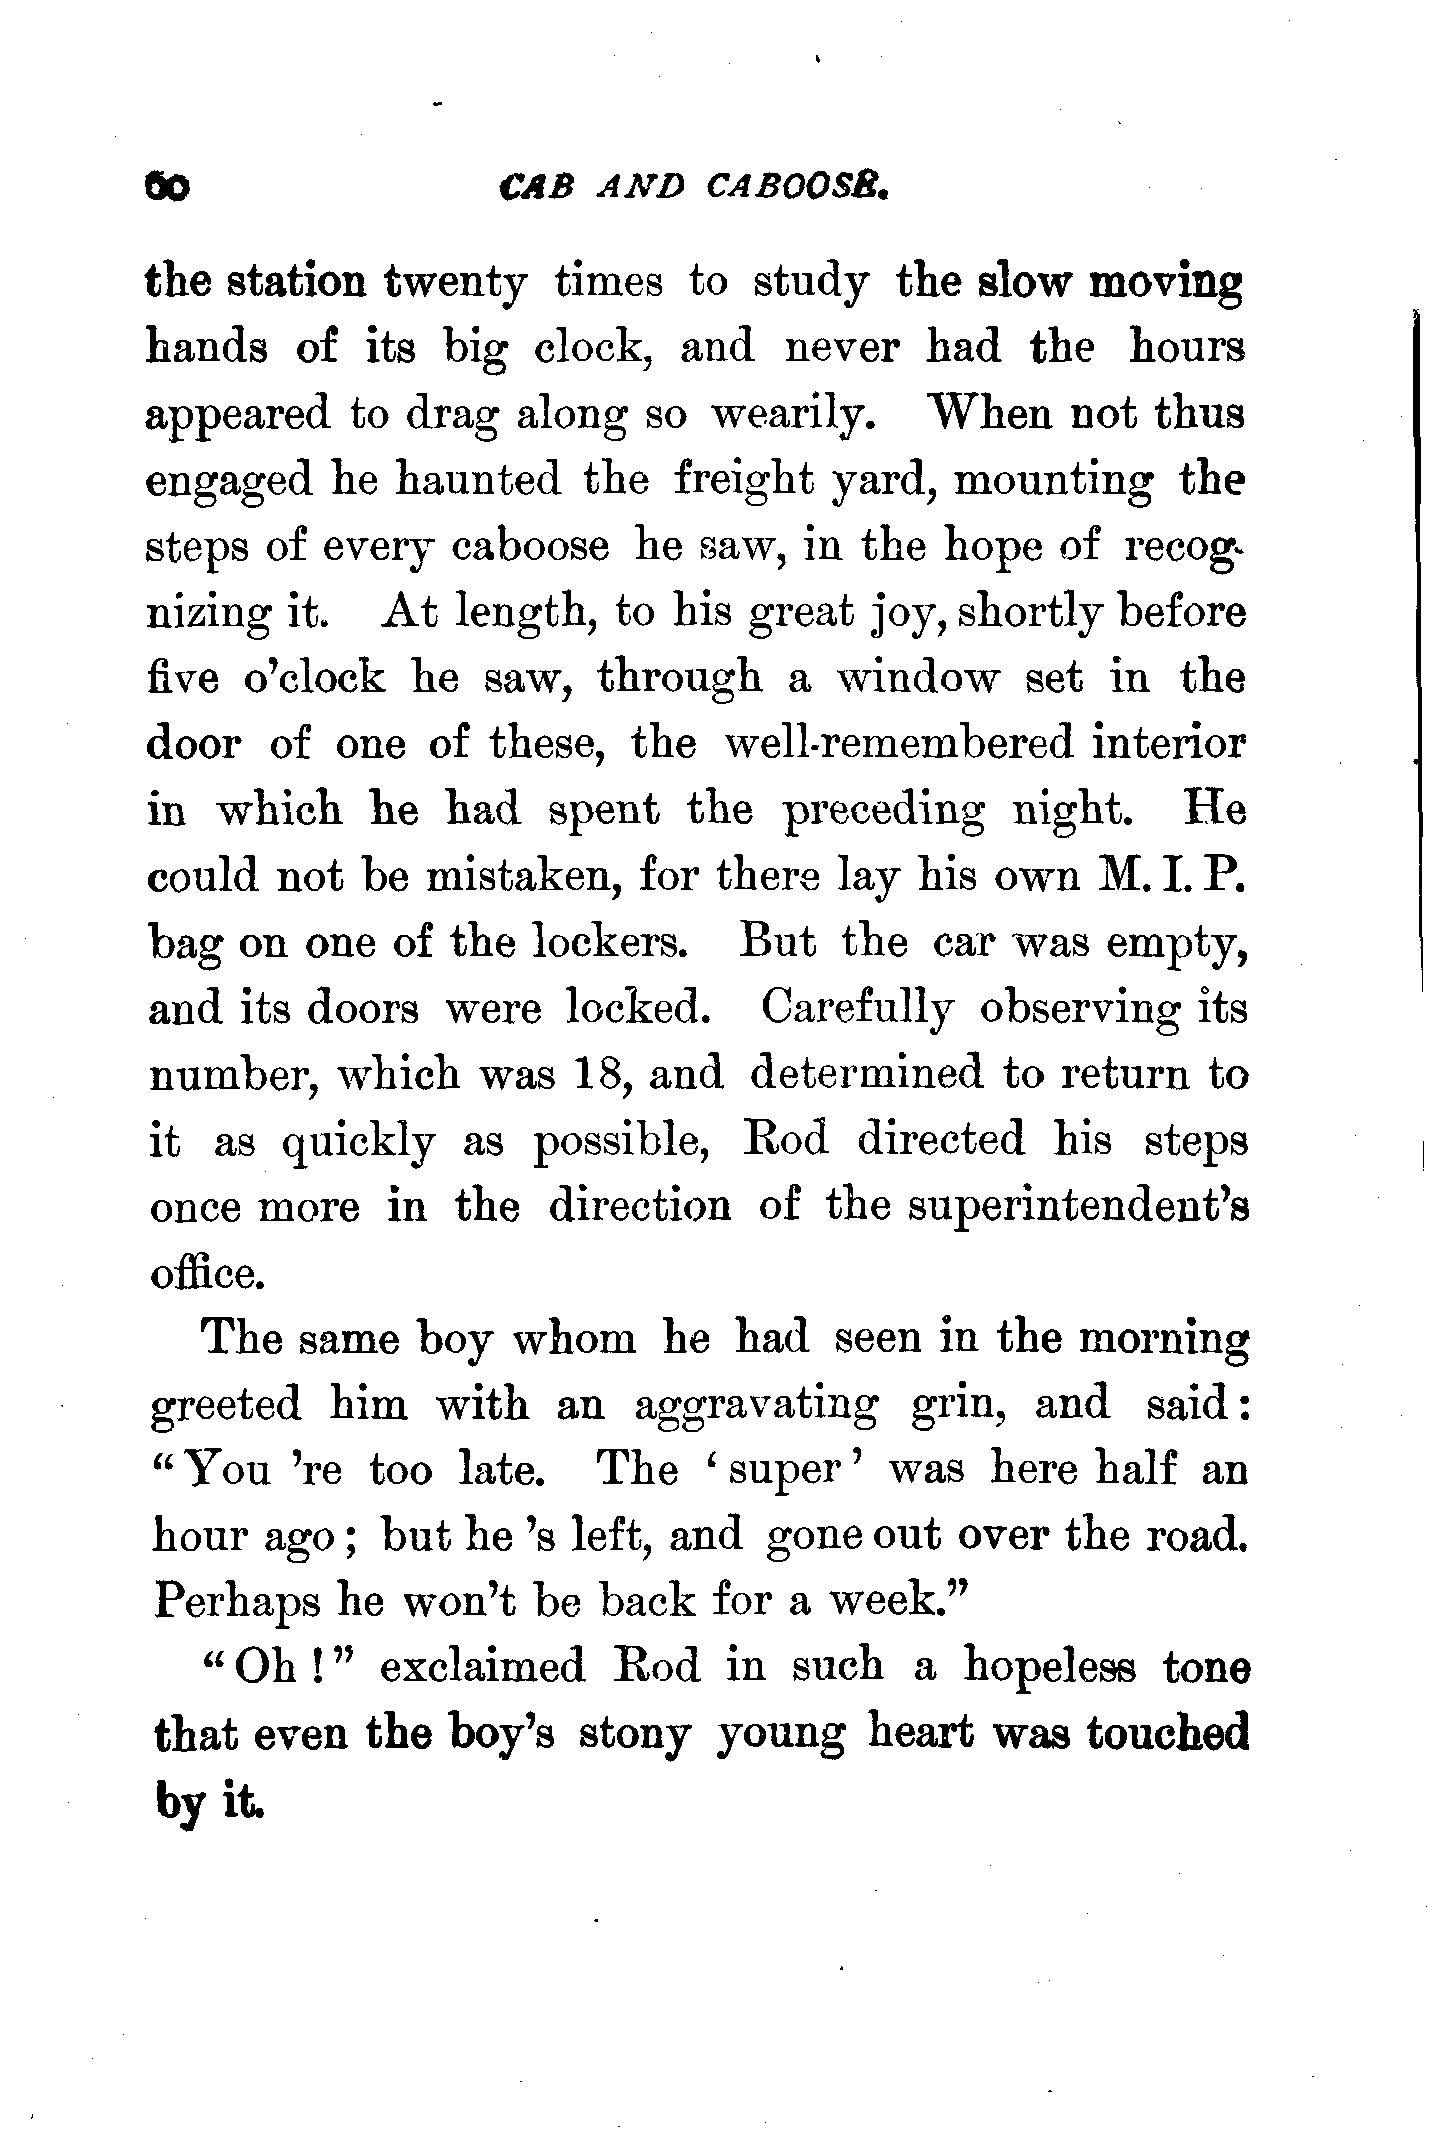 60 CAB AND CABOOSE.
the station twenty times to study the slow moving
hands of its big clock, and never had the hours
appeared to drag along so wearily. When not thus
engaged he haunted the freight yard, mounting the
steps of every caboose he saw, in the hope of recog-
nizing it. At length, to his great joy, shortly before
five o'clock he saw, through a window set in the
door of one of these, the well-remembered interior
in which he had spent the preceding night. He
could not be mistaken, for there lay his own M. I. P.
bag on one of the lockers. But the car was empty,
and its doors were locked. Carefully observing its
number, which was 18, and determined to return to
it as quickly as possible, Rod directed his steps
once more in the direction of the superintendent's
office.
The same boy whom he had seen in the morning
greeted him with an aggravating grin, and said:
“You 're too late. The ‘super’ was here half an
hour ago; but he 's left, and gone out over the road.
Perhaps he won't be back for a week.”
“Oh!” exclaimed Rod in such a hopeless tone
that even the boy's stony young heart was touched
by it.